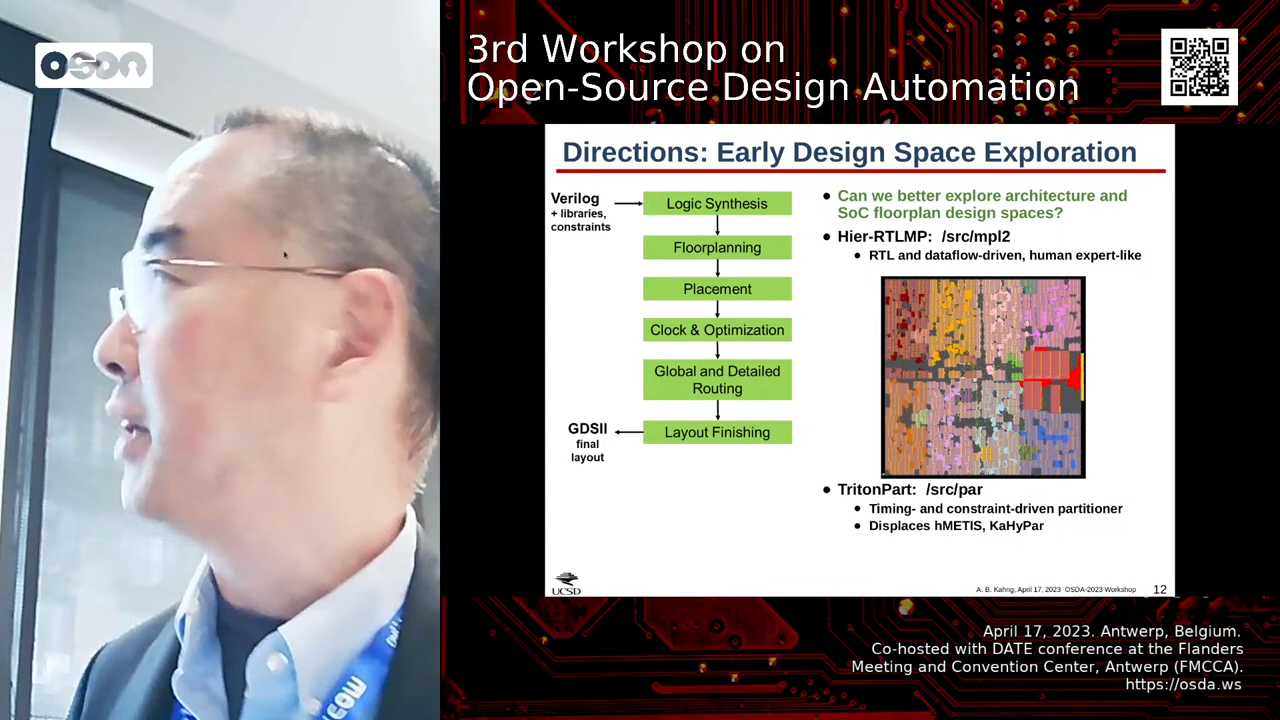 OSDA
3rd Workshop on
Open-Source Design Automation
Directions: Early Design Space Exploration
Verilog
+ libraries,
constraints
Logic Synthesis
Floorplanning
Placement
Clock & Optimization
Global and Detailed
Routing
Layout Finishing
GDSII
final
layout
● Can we better explore architecture and
SoC floorplan design spaces?
● Hier-RTLMP: /src/mpl2
● RTL and dataflow-driven, human expert-like
● TritonPart: /src/par
● Timing- and constraint-driven partitioner
● Displaces hMETIS, KaHyPar
UCSD
A. B. Kahng, April 17, 2023 OSDA-2023 Workshop
12
April 17, 2023. Antwerp, Belgium.
Co-hosted with DATE conference at the Flanders
Meeting and Convention Center, Antwerp (FMCCA).
https://osda.ws